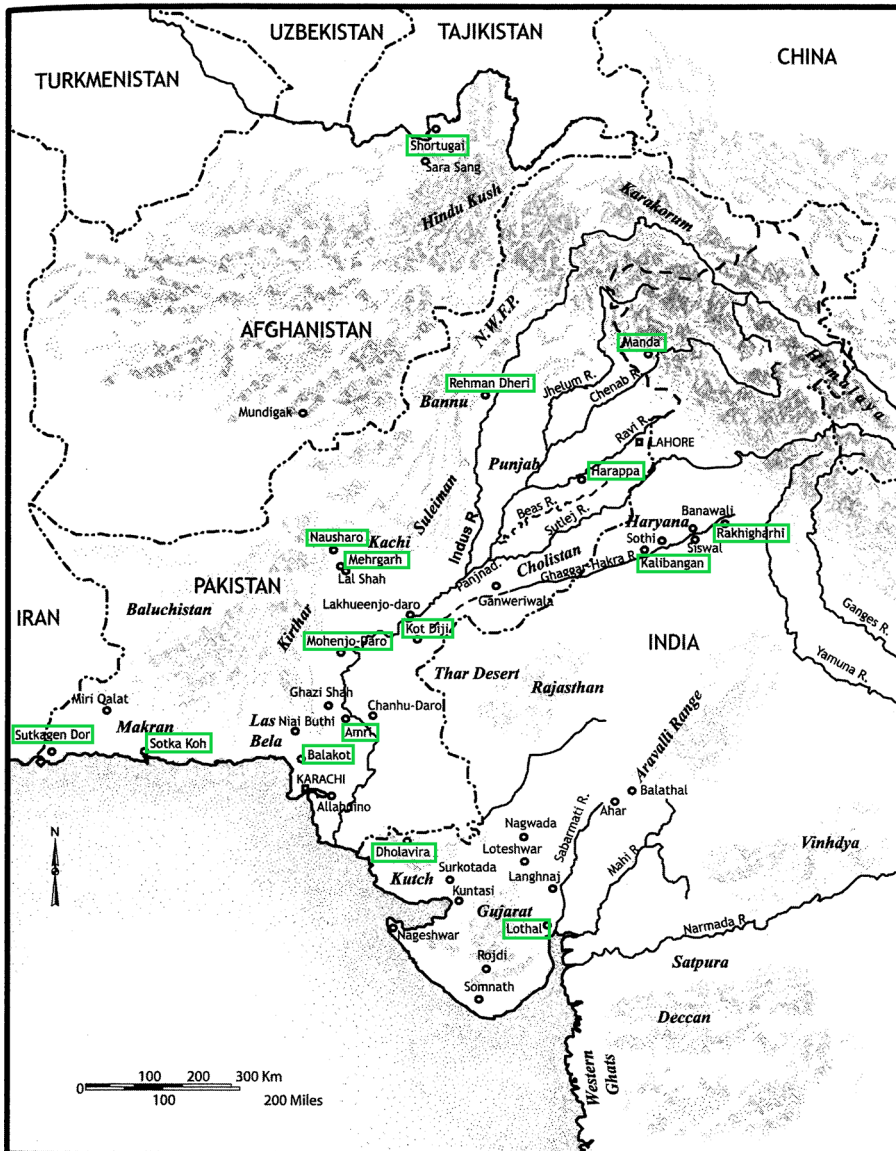 UZBEKISTAN
TAJIKISTAN
CHINA
TURKMENISTAN
Shortugai
Sara Sang
Hindu Kush
Karakorum
N.W.F.P.
AFGHANISTAN
Manda
Himalaya
Rehman Dheri
Jhelum R.
Chenab R.
Bannu
Mundigak
Ravi R.
LAHORE
Punjab
Harappa
Suleiman
Indus R.
Beas R.
Sutlej R.
Banawali
Haryana
Rakhigharhi
Nausharo
Kachi
Sothi
Siswal
Mehrgarh
Cholistan
Kalibangan
Lal Shah
Panjnad.
Ghaggar-Hakra R.
PAKISTAN
Ganweriwala
IRAN
Baluchistan
Lakhueenjo-daro
Ganges R.
Kirthar
Kot Diji
Mohenjo-Daro
INDIA
Yamuna R.
Thar Desert
Rajasthan
Ghazi Shah
Miri Qalat
Chanhu-Daro
Aravalli Range
Las
Bela
Niai Buthi
Makran
Amri
Sutkagen Dor
Sotka Koh
Balakot
KARACHI
Allahdino
Balathal
Ahar
N
Nagwada
Sabarmati R.
Dholavira
Loteshwar
Vinhdya
Surkotada
Langhnaj
Mahi R
Kutch
Kuntasi
Gujarat
Lothal
Narmada R
Nageshwar
Rojdi
Satpura
Somnath
Deccan
Western
Ghats
0 100 200 300 Km
100 200 Miles